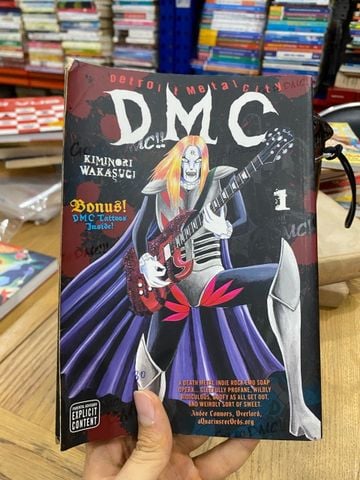 Detroit Metal City
DMC
KIMINORI
WAKASUGI
Bonus!
DMC Tattoos
Inside!
1
A DEATH METAL INDIE ROCK EMO SOAP
OPERA... GLEEFULLY PROFANE, WILDLY
RIDICULOUS, GOOFY AS ALL GET OUT,
AND WEIRDLY SORT OF SWEET.
Andee Connors, Overlord,
aQuariusrecOrds.org
PARENTAL ADVISORY
EXPLICIT
CONTENT